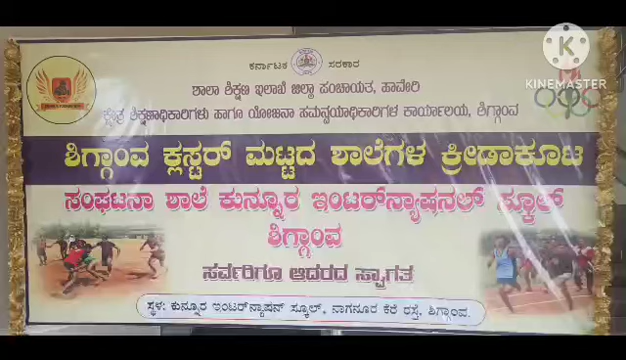 ಕರ್ನಾಟಕ ಸರಕಾರ
ಶಾಲಾ ಶಿಕ್ಷಣ ಇಲಾಖೆ ಜಿಲ್ಲಾ ಪಂಚಾಯತ, ಹಾವೇರಿ
ಕ್ಷೇತ್ರ ಶಿಕ್ಷಣಾಧಿಕಾರಿಗಳು ಹಾಗೂ ಯೋಜನಾ ಸಮನ್ವಯಾಧಿಕಾರಿಗಳ ಕಾರ್ಯಾಲಯ, ಶಿಗ್ಗಾಂವ
ಶಿಗ್ಗಾಂವ ಕ್ಲಸ್ಟರ್ ಮಟ್ಟದ ಶಾಲೆಗಳ ಕ್ರೀಡಾಕೂಟ
ಸಂಘಟನಾ ಶಾಲೆ ಕುನ್ನೂರ ಇಂಟರ್‌ನ್ಯಾಷನಲ್ ಸ್ಕೂಲ್
ಶಿಗ್ಗಾಂವ
ಸರ್ವರಿಗೂ ಆದರದ ಸ್ವಾಗತ
ಸ್ಥಳ: ಕುನ್ನೂರ ಇಂಟರ್‌ನ್ಯಾಷನ್ ಸ್ಕೂಲ್, ನಾಗನೂರ ಕೆರೆ ರಸ್ತೆ, ಶಿಗ್ಗಾಂವ.
KINEMASTER